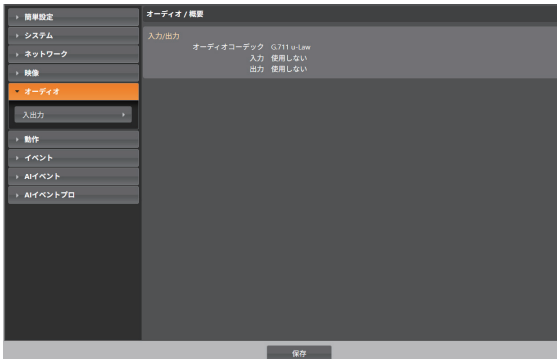 簡単設定
システム
ネットワーク
映像
オーディオ
入出力
動作
イベント
AIイベント
AIイベントプロ
オーディオ / 概要
入力/出力
オーディオコーデック G.711 u-Law
入力 使用しない
出力 使用しない
保存